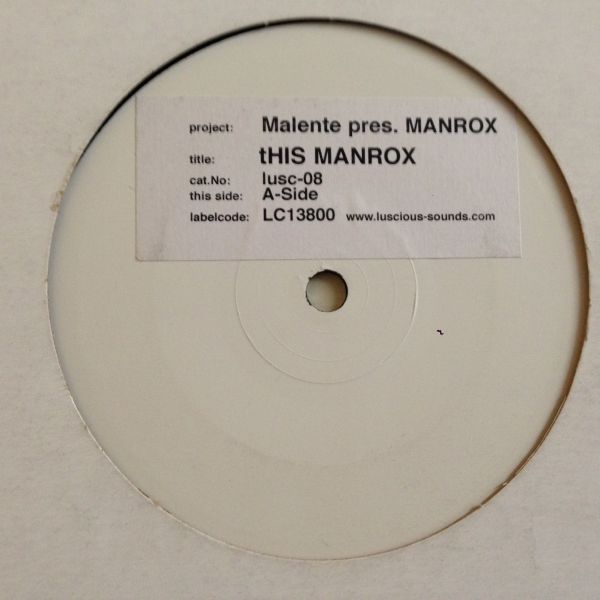 project: Malente pres. MANROX
title: tHIS MANROX
cat.No: lusc-08
this side: A-Side
labelcode: LC13800 www.luscious-sounds.com